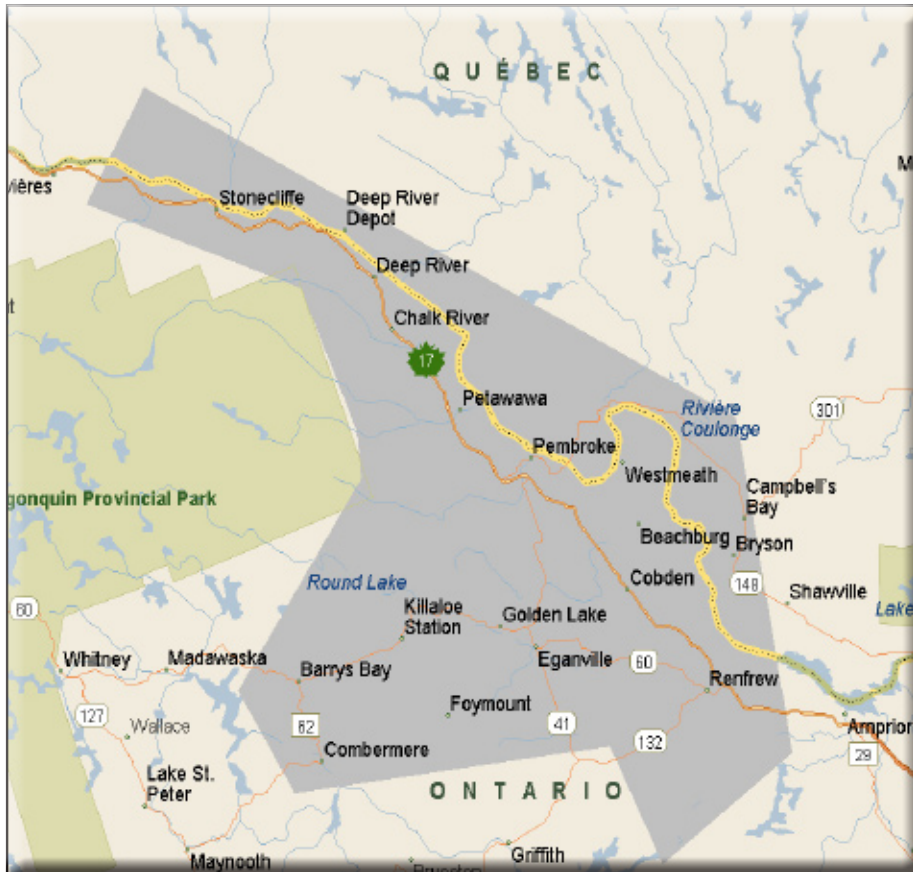 QUÉBEC
M
vières
Stonecliffe
Deep River
Depot
Deep River
Chalk River
17
Petawawa
Rivière
Coulonge
301
Pembroke
Westmeath
gonquin Provincial Park
Campbell's
Bay
Beachburg
Bryson
Round Lake
Cobden
148
Shawville
Lake
60
Killaloe
Station
Golden Lake
Whitney
Madawaska
Barrys Bay
Eganville
60
Renfrew
127
Wallace
62
Foymount
41
132
Arnprior
29
Combermere
Lake St.
Peter
ONTARIO
Maynooth
Griffith